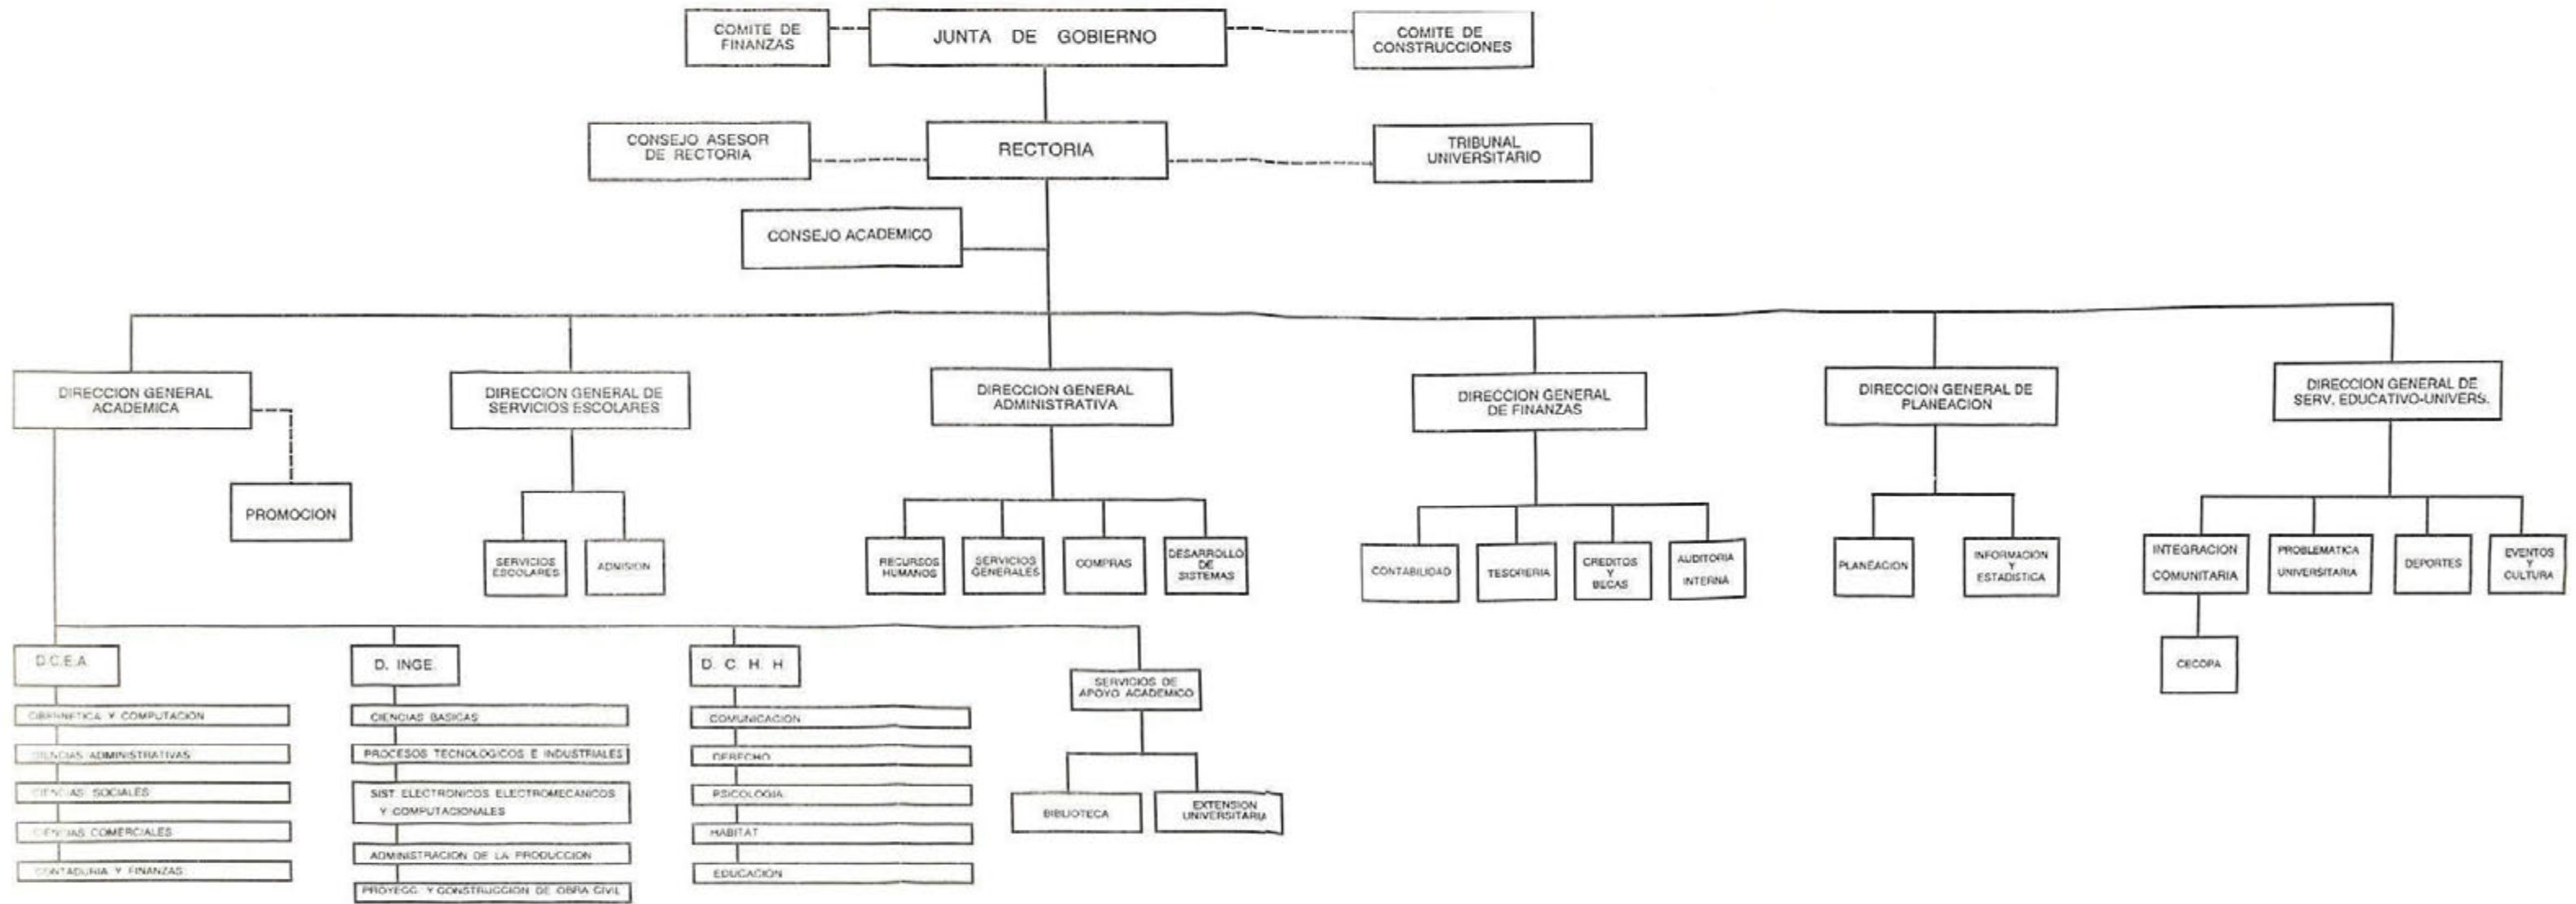 COMITE DE
FINANZAS
JUNTA DE GOBIERNO
COMITE DE
CONSTRUCCIONES
CONSEJO ASESOR
DE RECTORIA
RECTORIA
TRIBUNAL
UNIVERSITARIO
CONSEJO ACADEMICO
DIRECCION GENERAL
ACADEMICA
DIRECCION GENERAL DE
SERVICIOS ESCOLARES
DIRECCION GENERAL
ADMINISTRATIVA
DIRECCION GENERAL
DE FINANZAS
DIRECCION GENERAL DE
PLANEACION
DIRECCION GENERAL DE
SERV. EDUCATIVO-UNIVERS.
PROMOCION
SERVICIOS
ESCOLARES
ADMISION
RECURSOS
HUMANOS
SERVICIOS
GENERALES
COMPRAS
DESARROLLO
DE
SISTEMAS
CONTABILIDAD
TESORERIA
CREDITOS
Y
BECAS
AUDITORIA
INTERNA
PLANEACION
INFORMACION
Y
ESTADISTICA
INTEGRACION
COMUNITARIA
PROBLEMATICA
UNIVERSITARIA
DEPORTES
EVENTOS
Y
CULTURA
CECOPA
D.C.E.A.
CIBERNETICA Y COMPUTACION
CIENCIAS ADMINISTRATIVAS
CIENCIAS SOCIALES
CIENCIAS COMERCIALES
CONTADURIA Y FINANZAS
D. INGE.
CIENCIAS BASICAS
PROCESOS TECNOLOGICOS E INDUSTRIALES
SIST. ELECTRONICOS ELECTROMECANICOS
Y COMPUTACIONALES
ADMINISTRACION DE LA PRODUCCION
PROYECC. Y CONSTRUCCION DE OBRA CIVIL
D. C. H. H
COMUNICACION
DERECHO
PSICOLOGIA
HABITAT
EDUCACION
SERVICIOS DE
APOYO ACADEMICO
BIBLIOTECA
EXTENSION
UNIVERSITARIA